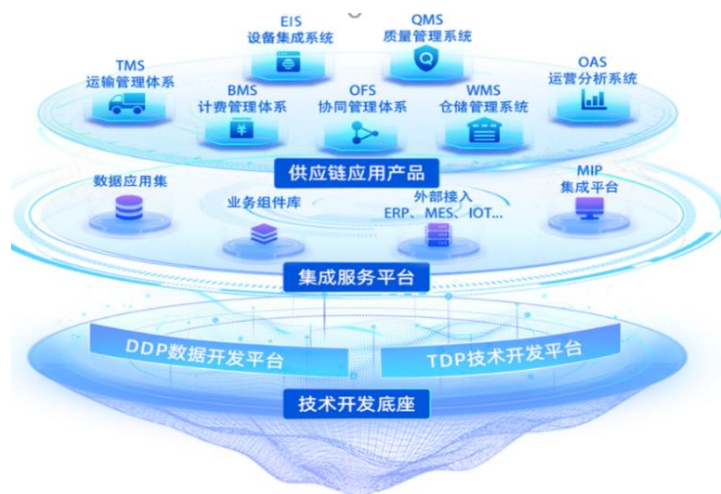 EIS
设备集成系统
QMS
质量管理系统
TMS
运输管理体系
OAS
运营分析系统
BMS
计费管理体系
OFS
协同管理体系
WMS
仓储管理系统
¥
供应链应用产品
数据应用集
业务组件库
外部接入
ERP、MES、IOT...
MIP
集成平台
集成服务平台
DDP数据开发平台
TDP技术开发平台
技术开发底座